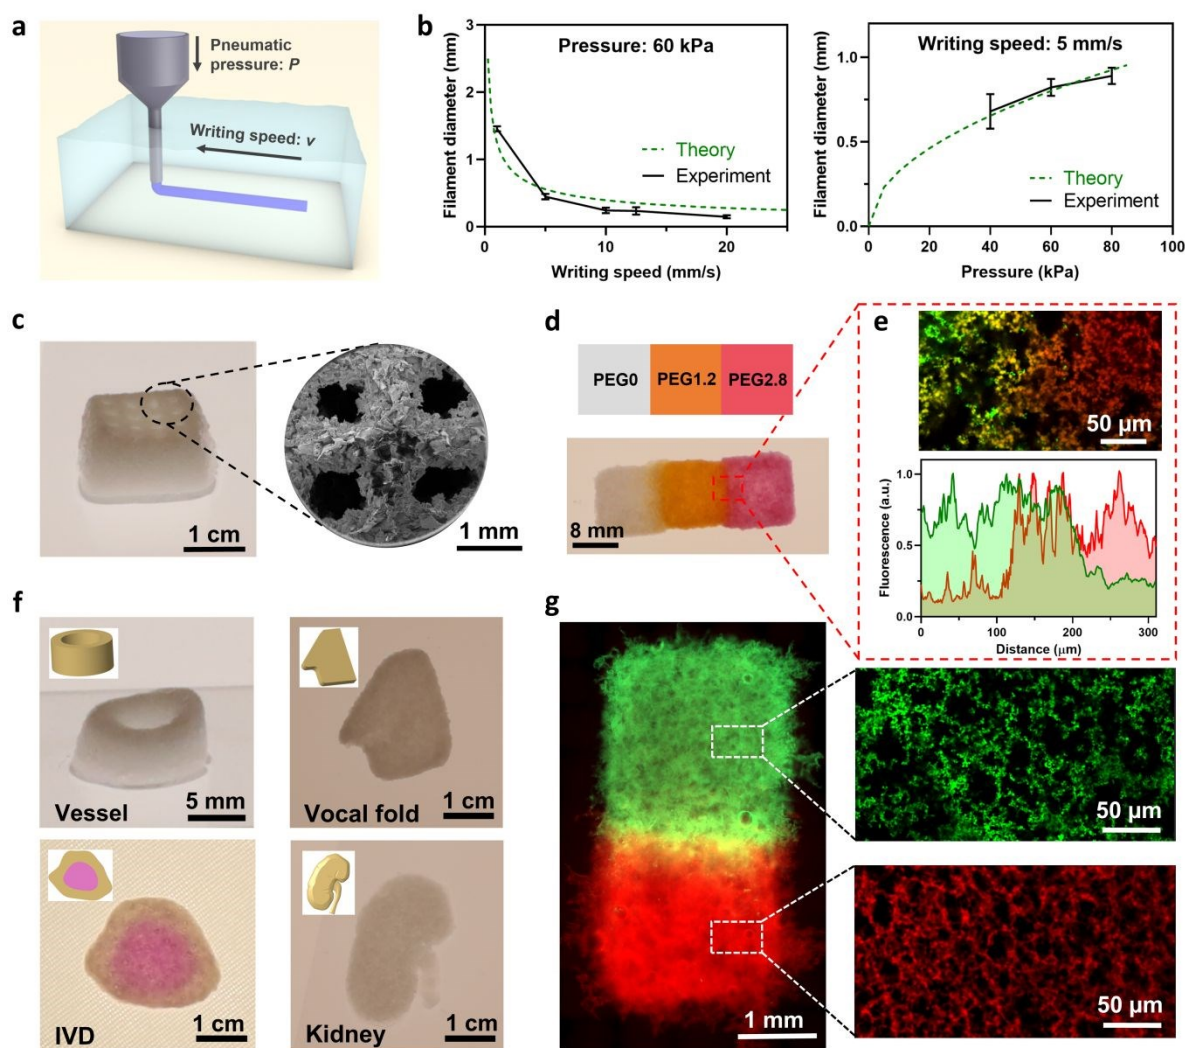 a
Pneumatic
pressure: P
Writing speed: v
b
Pressure: 60 kPa
Filament diameter (mm)
3
2
1
0
Theory
Experiment
0
5
10
15
20
Writing speed (mm/s)
Writing speed: 5 mm/s
Filament diameter (mm)
1.0
0.5
0.0
Theory
Experiment
0
20
40
60
80
100
Pressure (kPa)
c
1 cm
1 mm
d
PEG0
PEG1.2
PEG2.8
8 mm
e
50 μm
Fluorescence (a.u.)
1.0
0.5
0.0
0
100
200
300
Distance (μm)
f
Vessel
5 mm
Vocal fold
1 cm
IVD
1 cm
Kidney
1 cm
g
1 mm
50 μm
50 μm